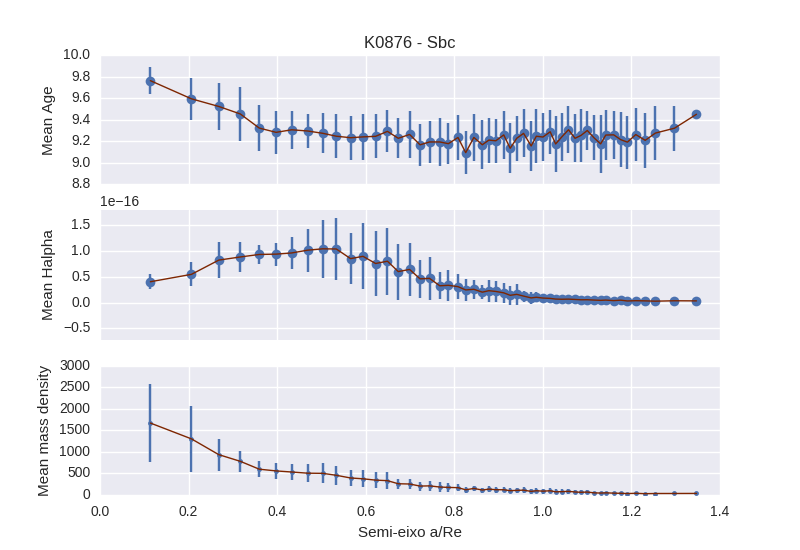 K0876 - Sbc
10.0
9.8
9.6
9.4
9.2
9.0
8.8
Mean Age
1e−16
1.5
1.0
0.5
0.0
−0.5
Mean Halpha
3000
2500
2000
1500
1000
500
0
Mean mass density
0.0 0.2 0.4 0.6 0.8 1.0 1.2 1.4
Semi-eixo a/Re